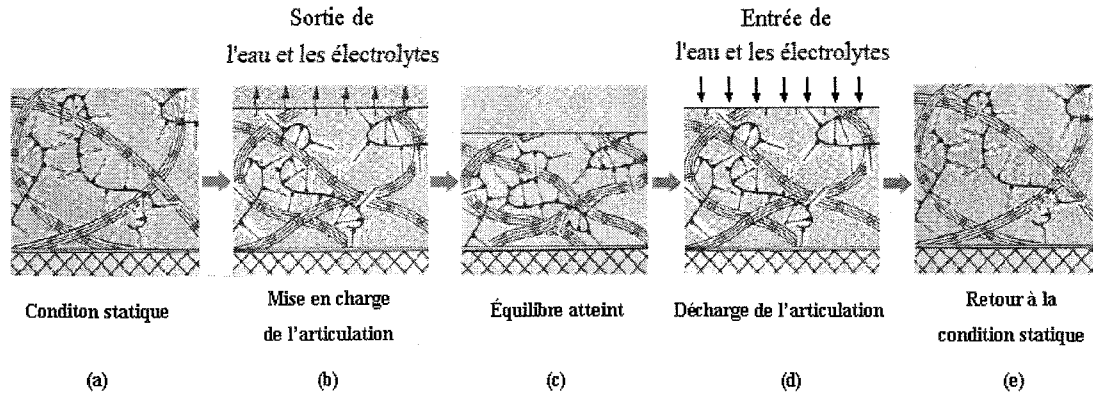 Sortie de
l'eau et les électrolytes
Entrée de
l'eau et les électrolytes
Conditon statique
Mise en charge
de l'articulation
Équilibre atteint
Décharge de l'articulation
Retour à la
condition statique
(a)
(b)
(c)
(d)
(e)